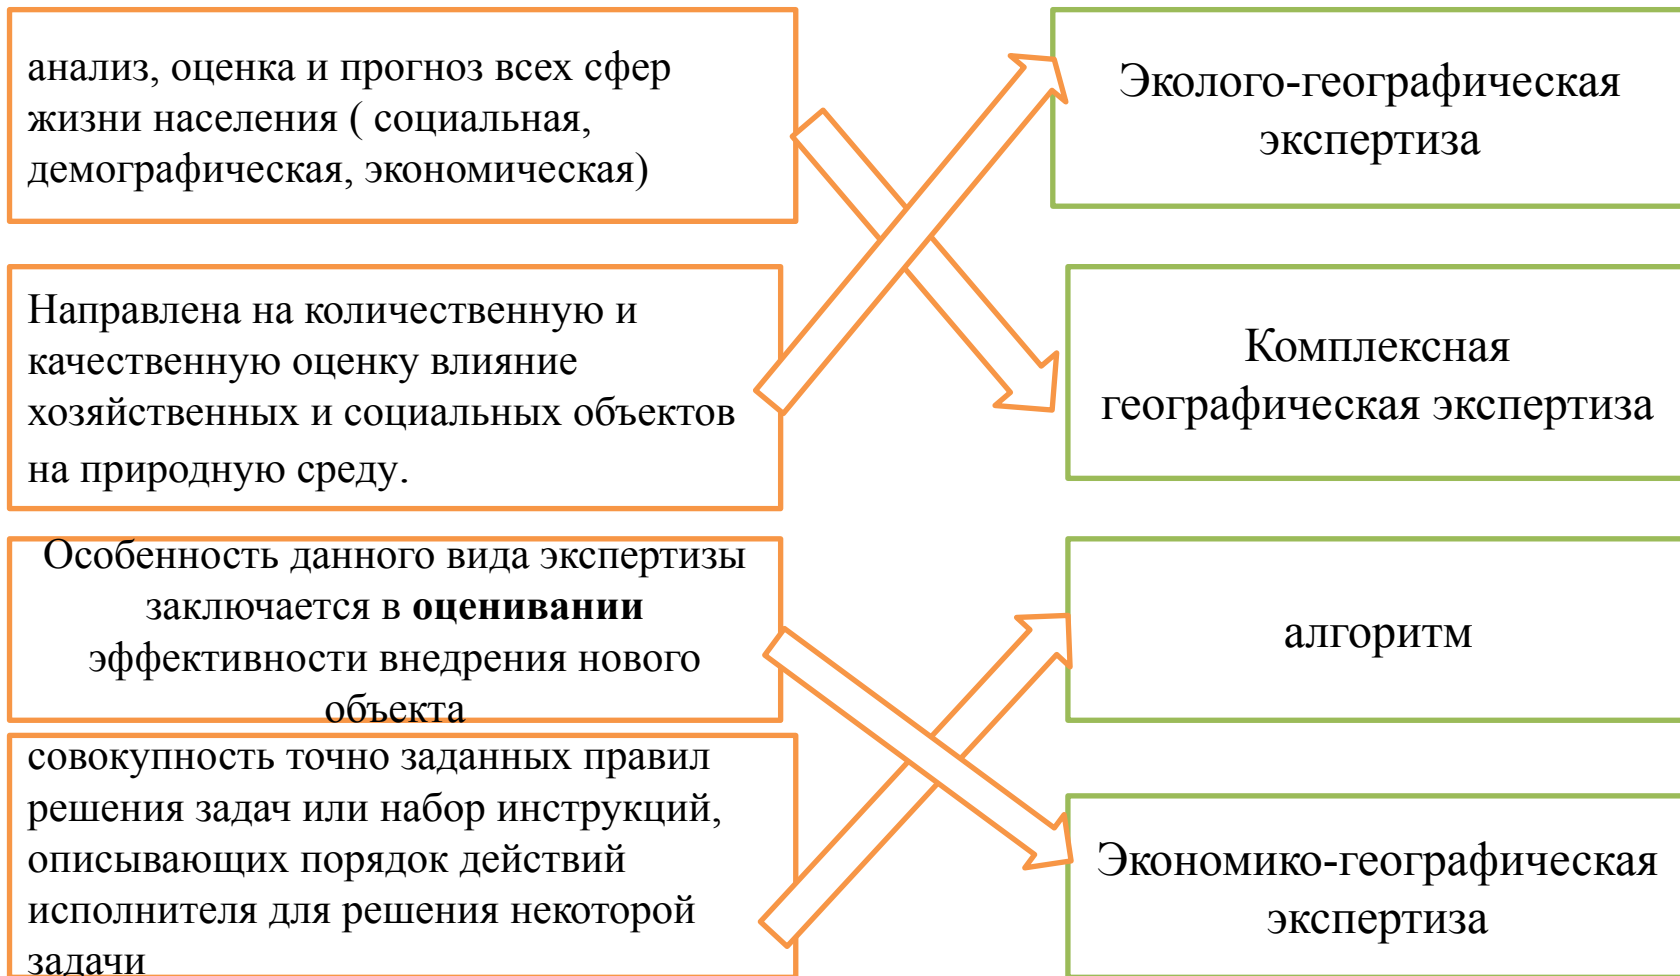 анализ, оценка и прогноз всех сфер
жизни населения ( социальная,
демографическая, экономическая)
Направлена на количественную и
качественную оценку влияние
хозяйственных и социальных объектов
на природную среду.
Особенность данного вида экспертизы
заключается в оценивании
эффективности внедрения нового
объекта
совокупность точно заданных правил
решения задач или набор инструкций,
описывающих порядок действий
исполнителя для решения некоторой
задачи
Эколого-географическая
экспертиза
Комплексная
географическая экспертиза
алгоритм
Экономико-географическая
экспертиза